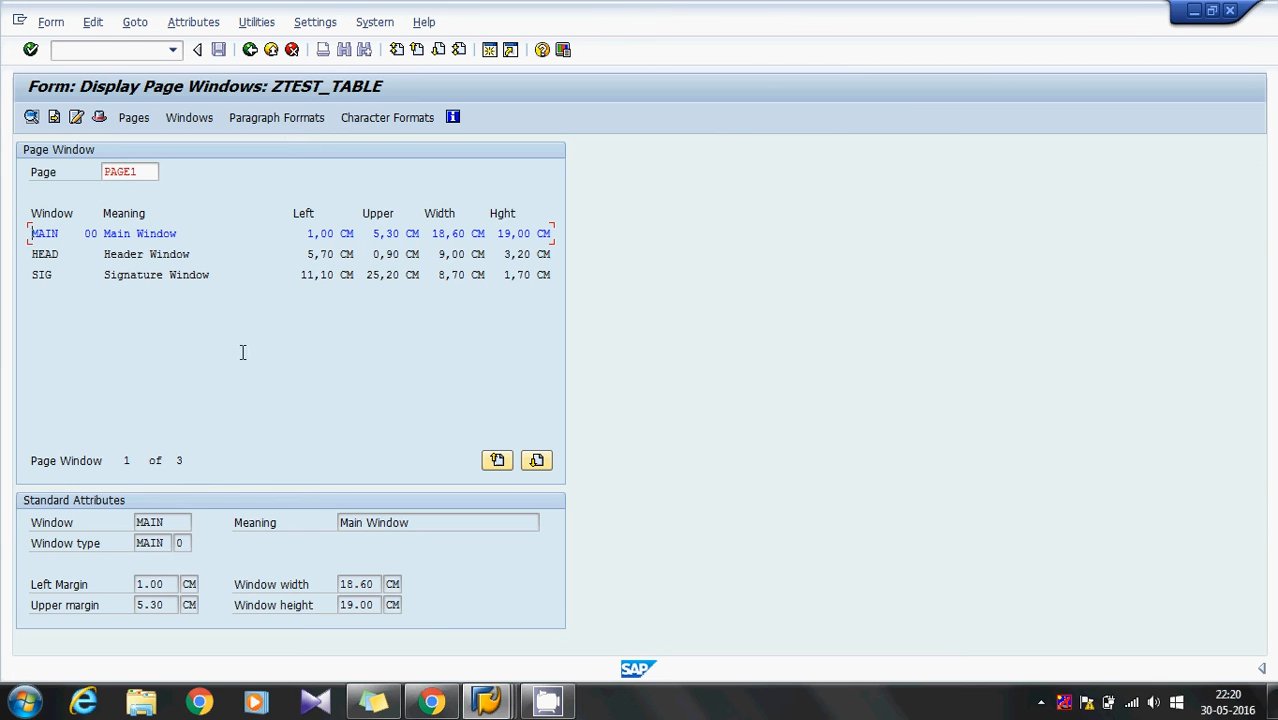 Form Edit Goto Attributes Utilities Settings System Help
Form: Display Page Windows: ZTEST_TABLE
Pages Windows Paragraph Formats Character Formats
Page Window
Page PAGE1
Window Meaning Left Upper Width Hght
MAIN 00 Main Window 1,00 CM 5,30 CM 18,60 CM 19,00 CM
HEAD Header Window 5,70 CM 0,90 CM 9,00 CM 3,20 CM
SIG Signature Window 11,10 CM 25,20 CM 8,70 CM 1,70 CM
Page Window 1 of 3
Standard Attributes
Window MAIN Meaning Main Window
Window type MAIN 0
Left Margin 1.00 CM Window width 18.60 CM
Upper margin 5.30 CM Window height 19.00 CM
SAP
22:20
30-05-2016